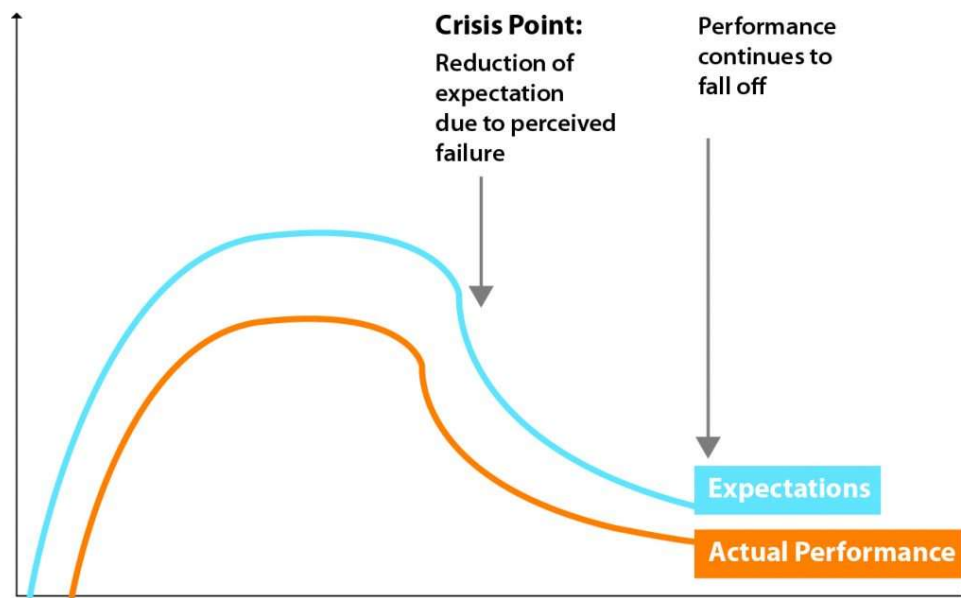 Crisis Point:
Reduction of
expectation
due to perceived
failure
Performance
continues to
fall off
Expectations
Actual Performance